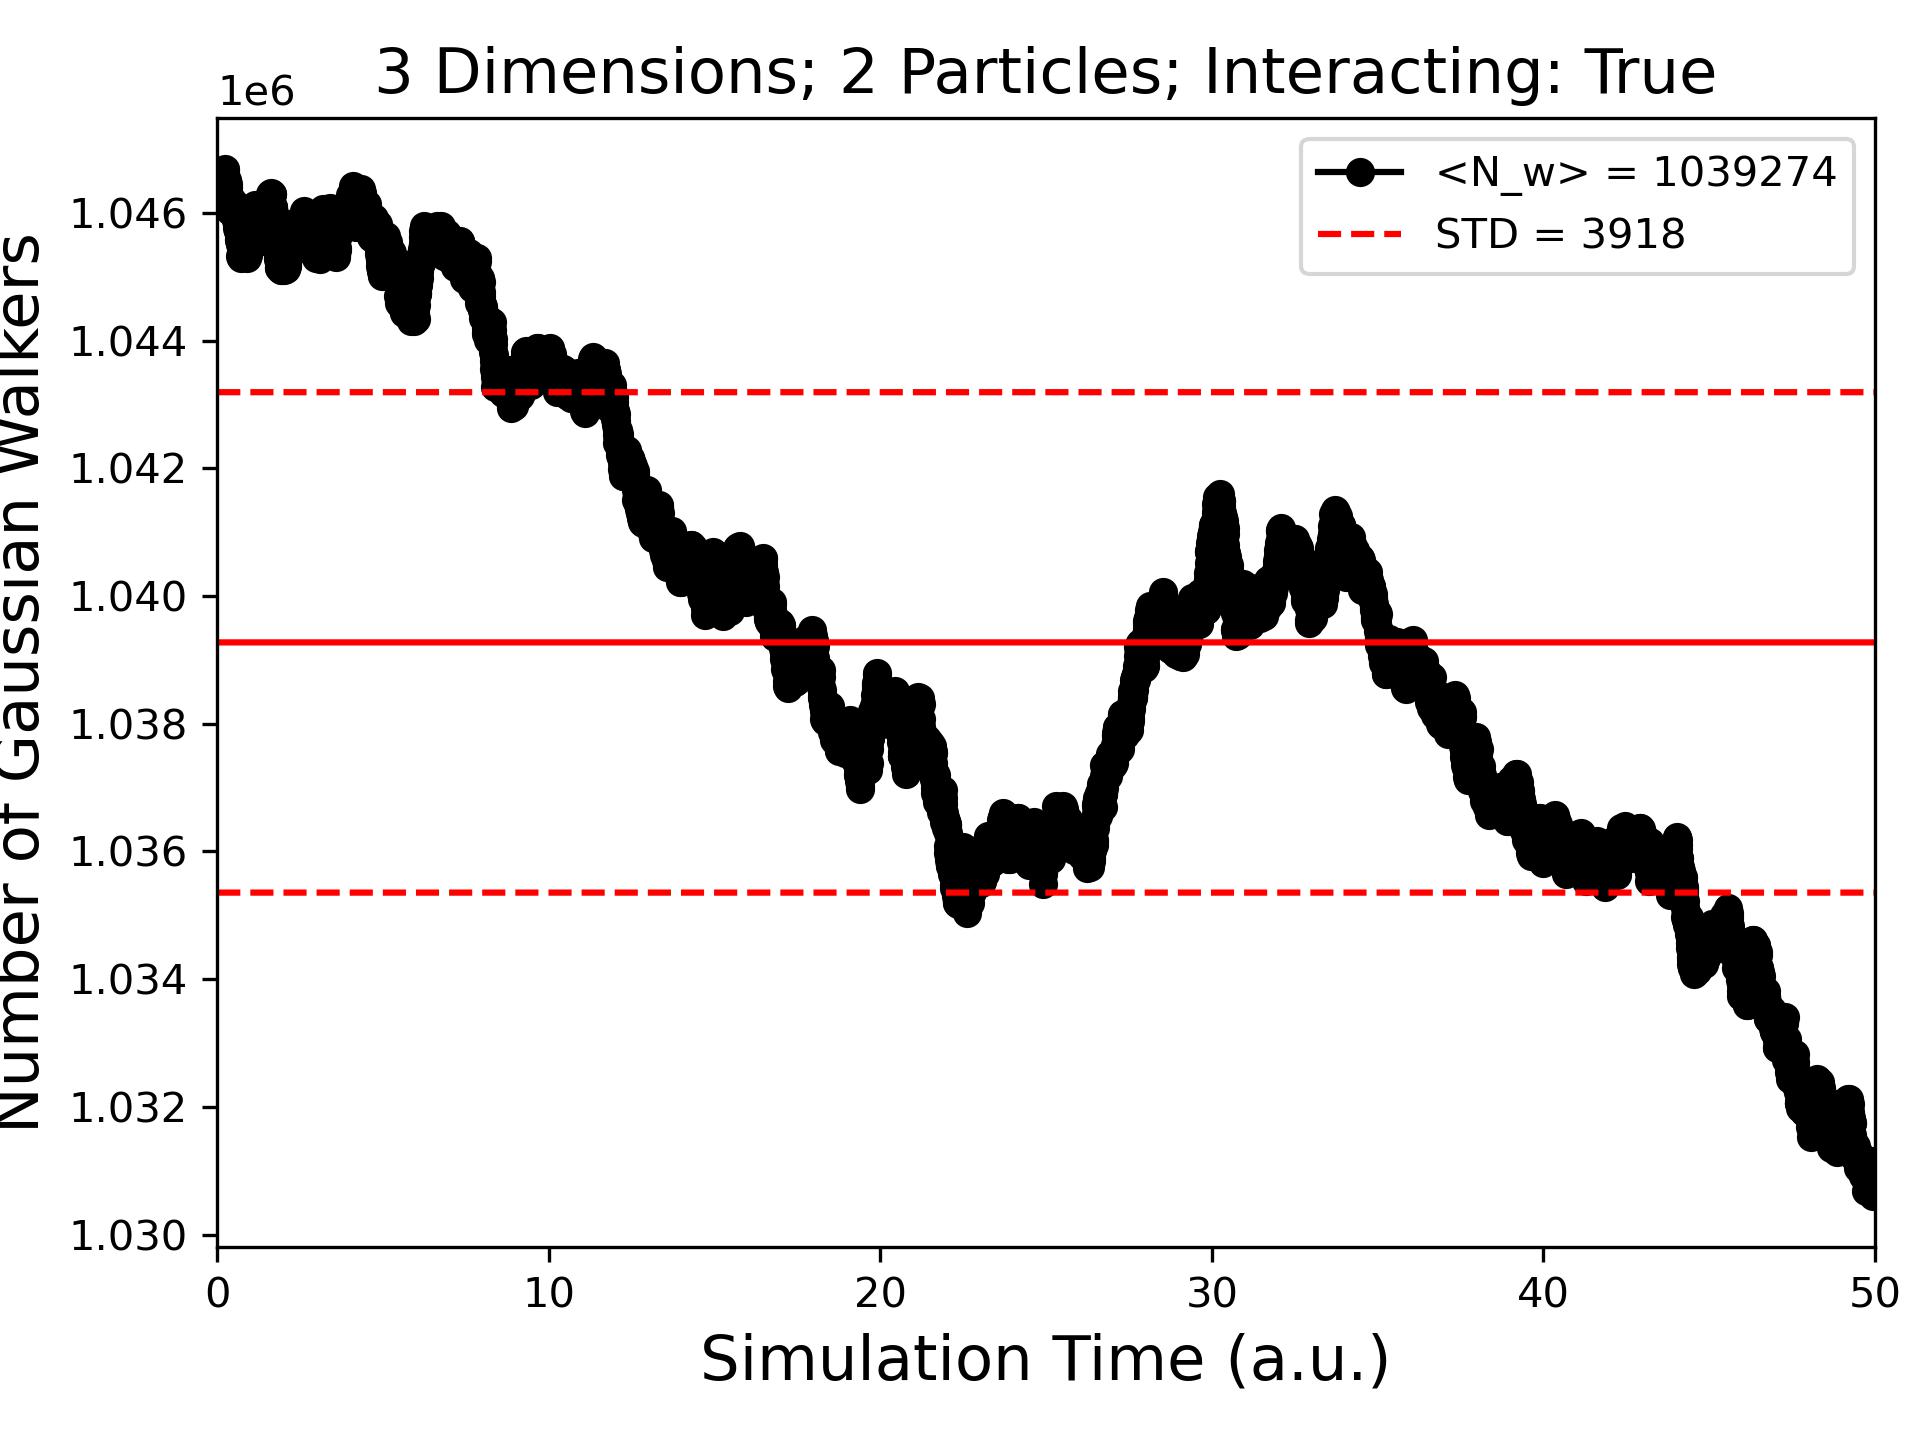 3 Dimensions; 2 Particles; Interacting: True
1e6
<N_w> = 1039274
STD = 3918
Number of Gaussian Walkers
1.046
1.044
1.042
1.040
1.038
1.036
1.034
1.032
1.030
0 10 20 30 40 50
Simulation Time (a.u.)